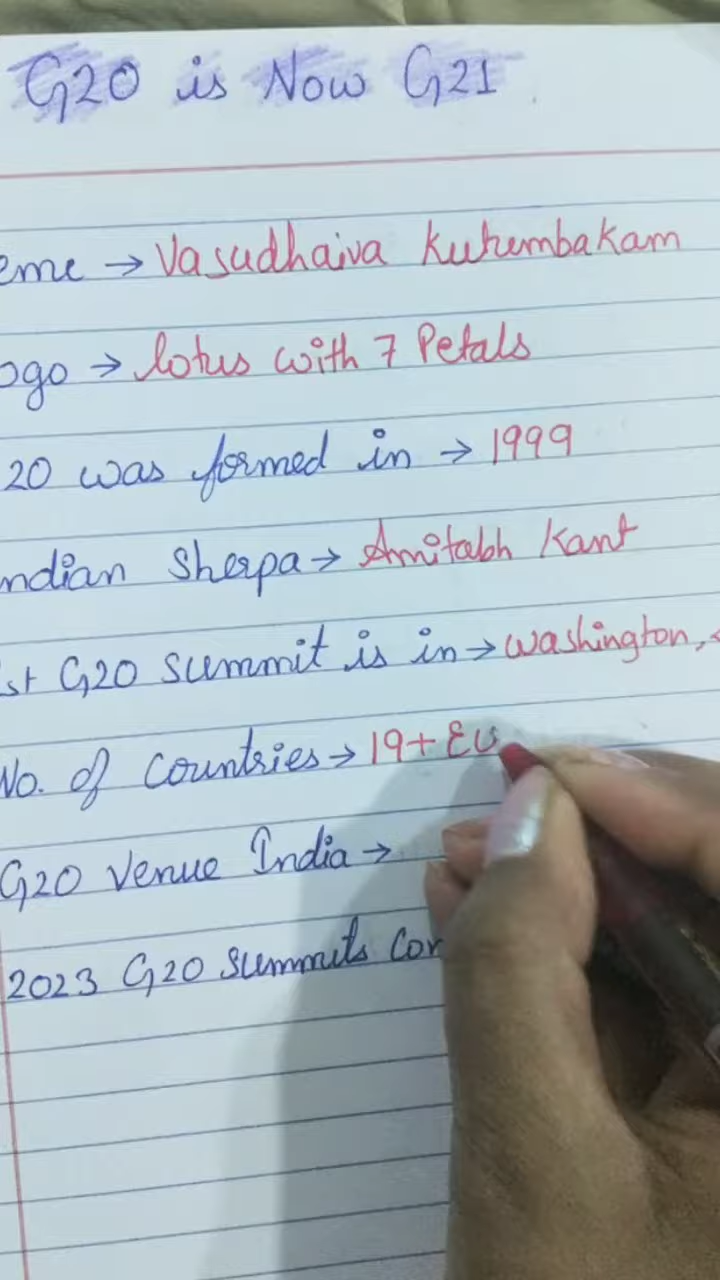 G20 is Now G21
eme → Vasudhaiva Kutumbakam
ogo → lotus with 7 Petals
20 was formed in → 1999
ndian Sherpa → Amitabh Kant
st G20 summit is in → Washington,
No. of Countries → 19+ EU
G20 Venue India →
2023 G20 Summits Cor